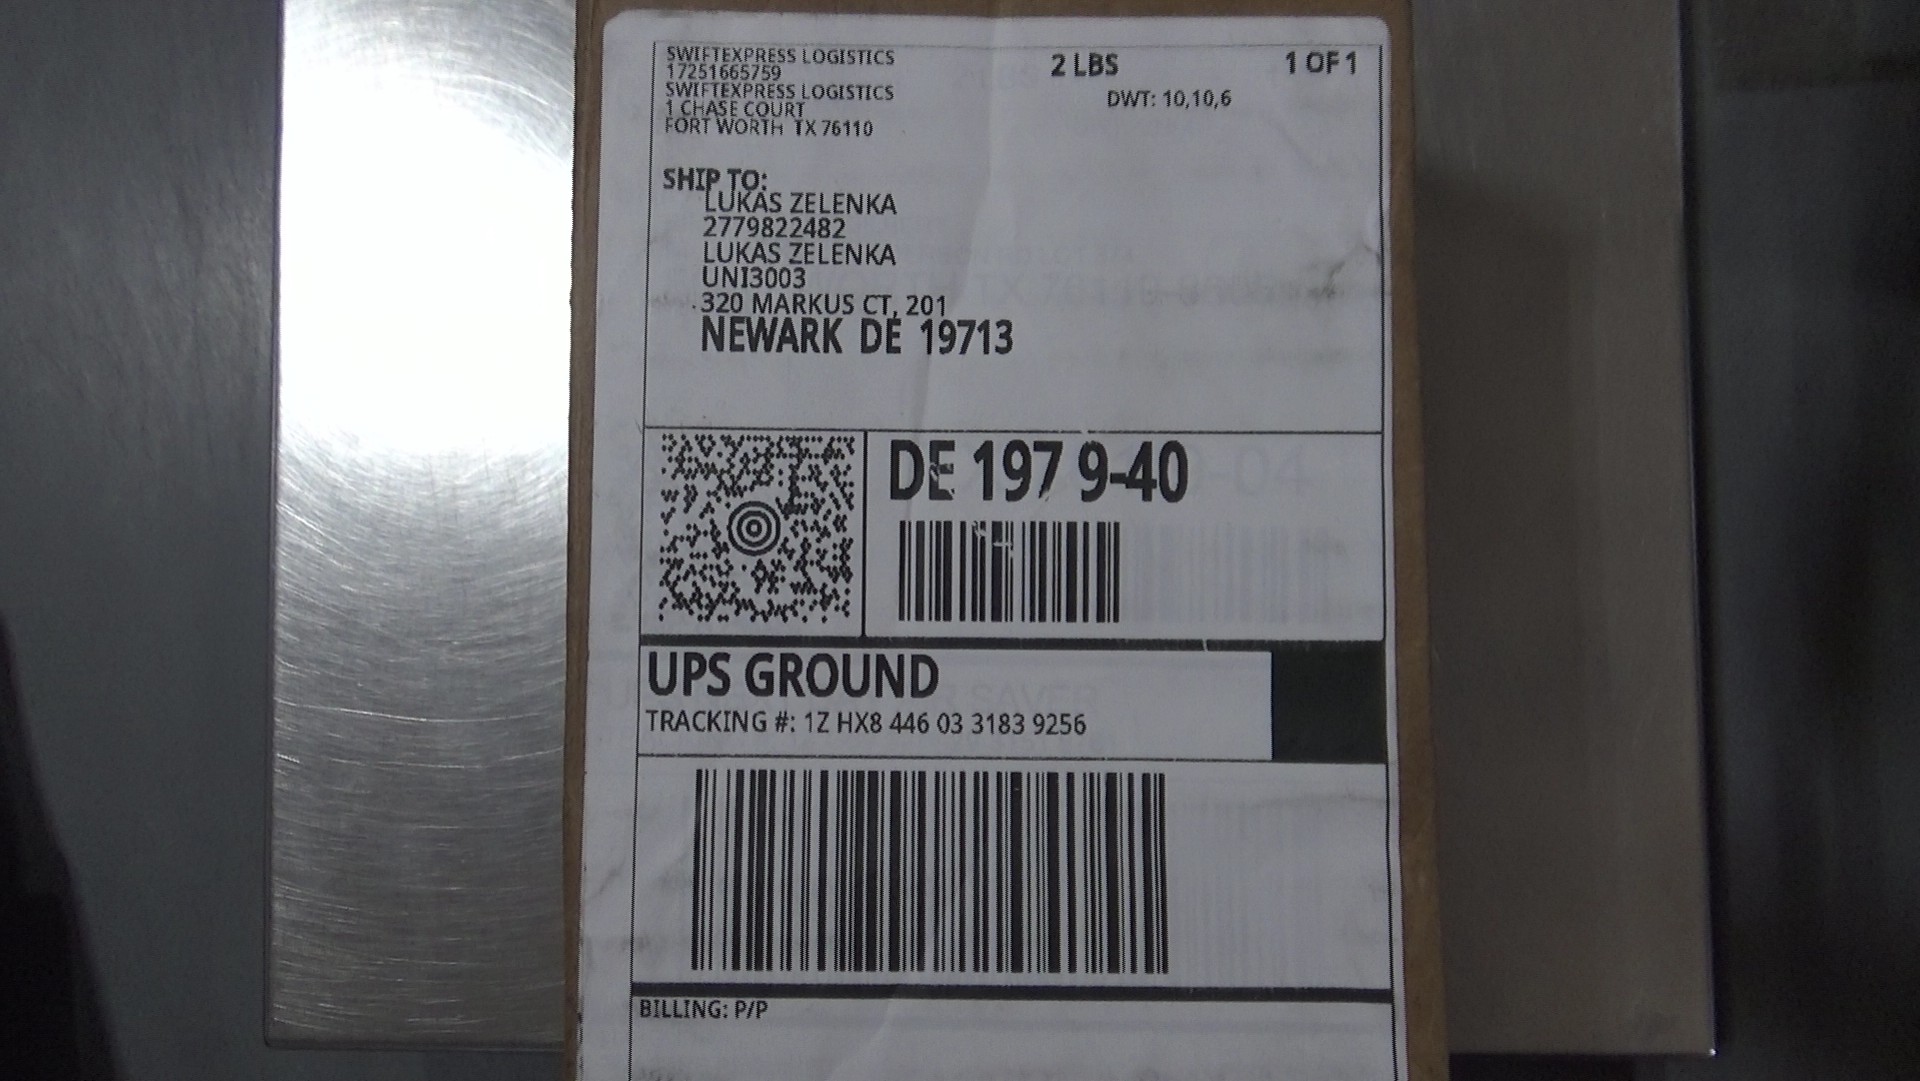 SWIFTEXPRESS LOGISTICS
17251665759
SWIFTEXPRESS LOGISTICS
1 CHASE COURT
FORT WORTH TX 76110
2 LBS
1 OF 1
DWT: 10,10,6
SHIP TO:
LUKAS ZELENKA
2779822482
LUKAS ZELENKA
UNI3003
320 MARKUS CT, 201
NEWARK DE 19713
DE 197 9-40
UPS GROUND
TRACKING #: 1Z HX8 446 03 3183 9256
BILLING: P/P